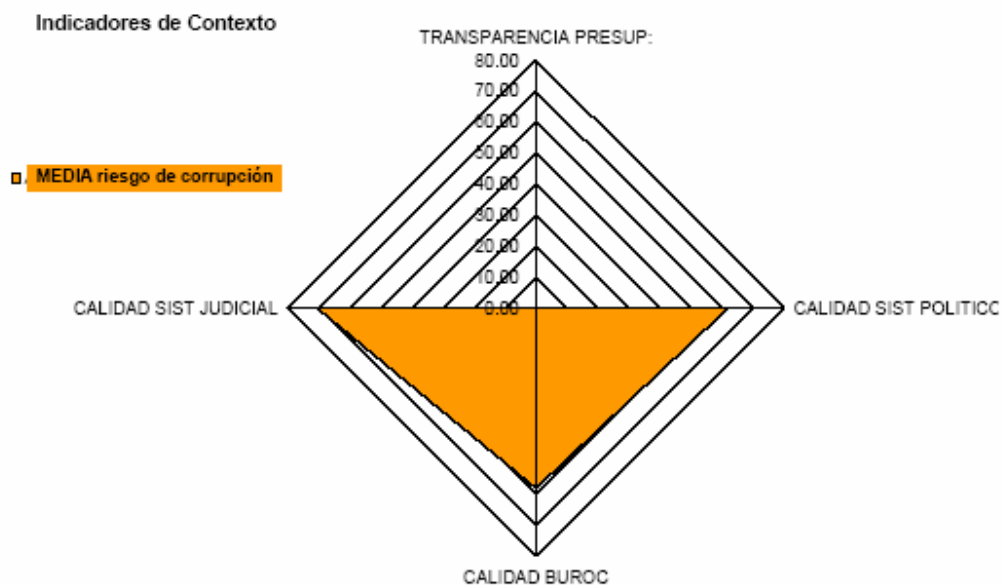 Indicadores de Contexto
TRANSPARENCIA PRESUP:
80.00
70.00
60.00
50.00
40.00
30.00
20.00
10.00
0.00
MEDIA riesgo de corrupción
CALIDAD SIST JUDICIAL
CALIDAD SIST POLITICO
CALIDAD BUROC